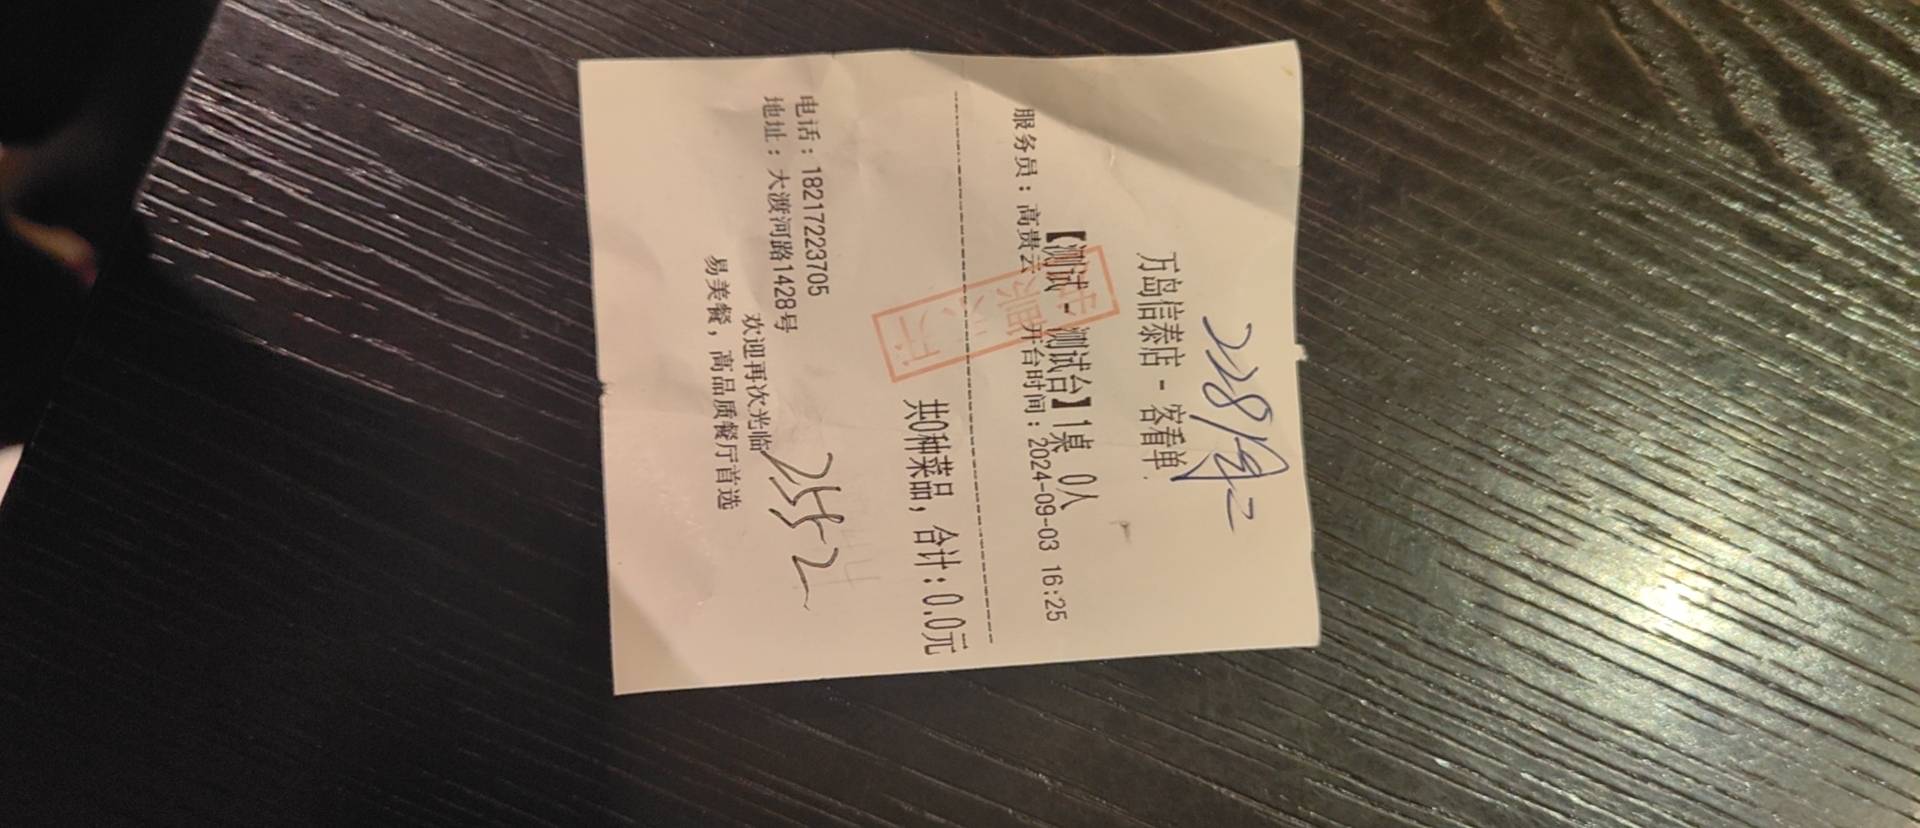 万岛信泰店 - 客看单
【测试 - 测试台】1桌 0人
服务员：高贵云 开台时间：2024-09-03 16:25
共0种菜品，合计：0.0元
电话：18217223705
地址：大渡河路1428号
欢迎再次光临
易美餐，高品质餐厅首选